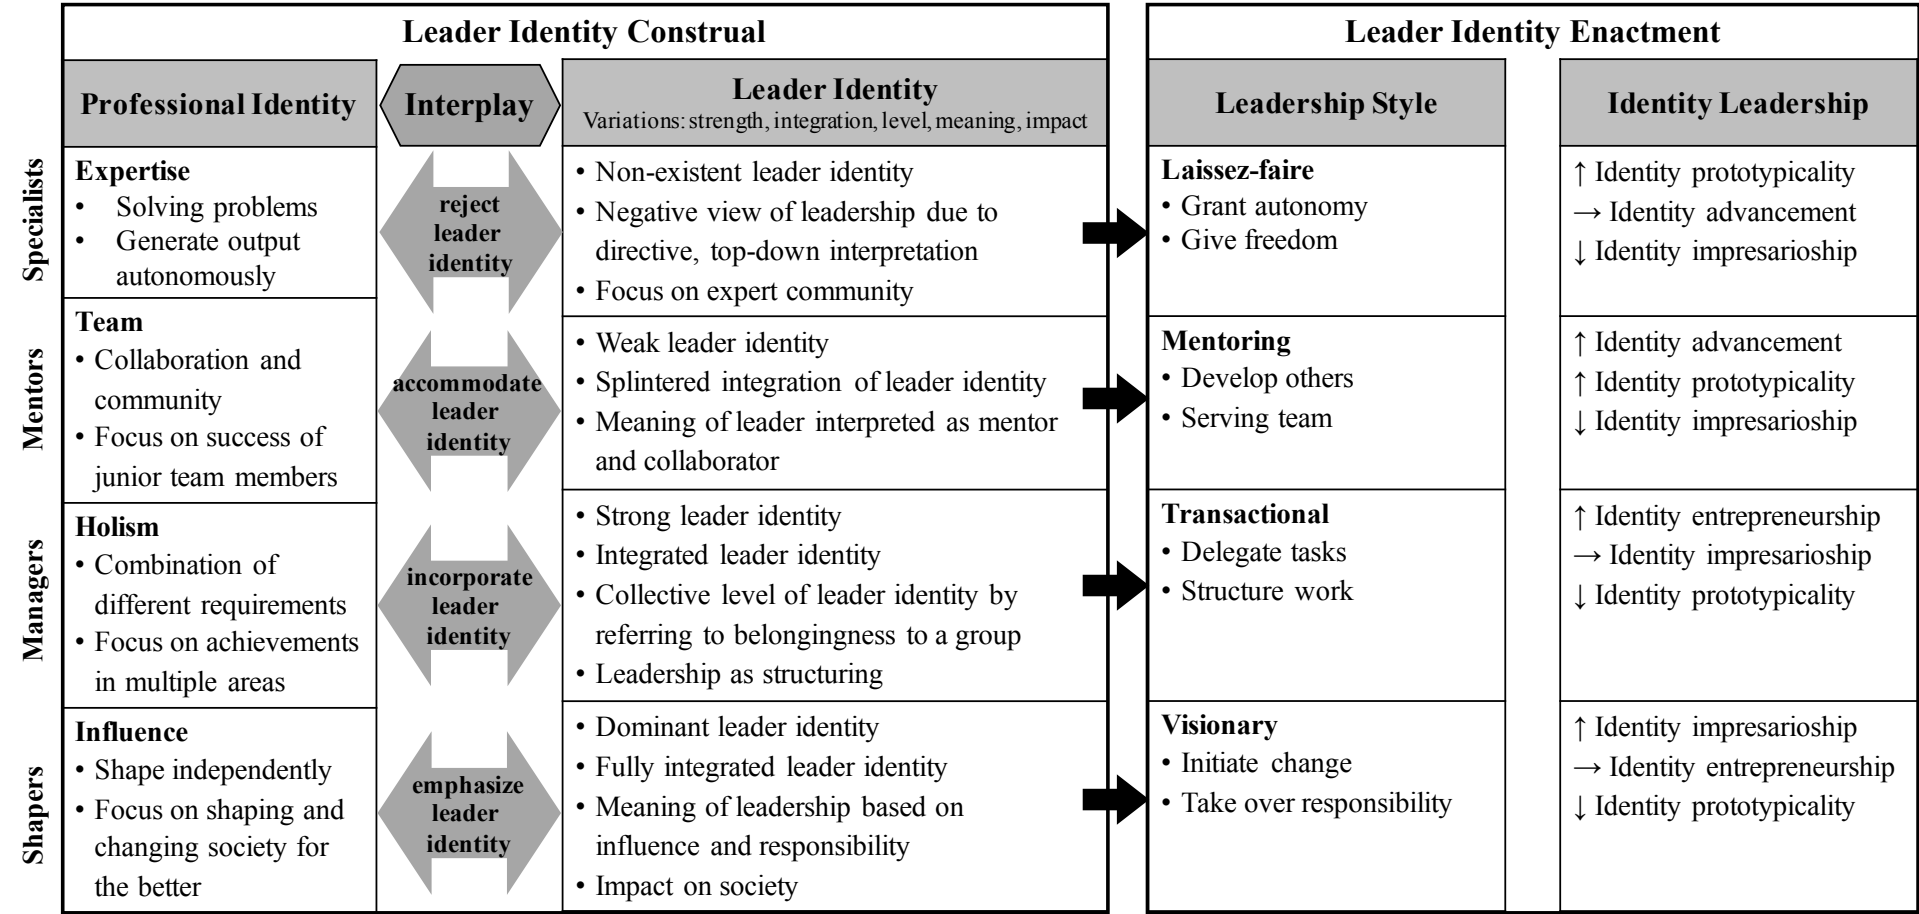 Leader Identity Construal
Leader Identity Enactment
Professional Identity
Interplay
Leader Identity
Variations: strength, integration, level, meaning, impact
Leadership Style
Identity Leadership
Specialists
Expertise
• Solving problems
• Generate output
autonomously
reject
leader
identity
• Non-existent leader identity
• Negative view of leadership due to
directive, top-down interpretation
• Focus on expert community
Laissez-faire
• Grant autonomy
• Give freedom
↑ Identity prototypicality
→ Identity advancement
↓ Identity impresarioship
Mentors
Team
• Collaboration and
community
• Focus on success of
junior team members
accommodate
leader
identity
• Weak leader identity
• Splintered integration of leader identity
• Meaning of leader interpreted as mentor
and collaborator
Mentoring
• Develop others
• Serving team
↑ Identity advancement
↑ Identity prototypicality
↓ Identity impresarioship
Managers
Holism
• Combination of
different requirements
• Focus on achievements
in multiple areas
incorporate
leader
identity
• Strong leader identity
• Integrated leader identity
• Collective level of leader identity by
referring to belongingness to a group
• Leadership as structuring
Transactional
• Delegate tasks
• Structure work
↑ Identity entrepreneurship
→ Identity impresarioship
↓ Identity prototypicality
Shapers
Influence
• Shape independently
• Focus on shaping and
changing society for
the better
emphasize
leader
identity
• Dominant leader identity
• Fully integrated leader identity
• Meaning of leadership based on
influence and responsibility
• Impact on society
Visionary
• Initiate change
• Take over responsibility
↑ Identity impresarioship
→ Identity entrepreneurship
↓ Identity prototypicality